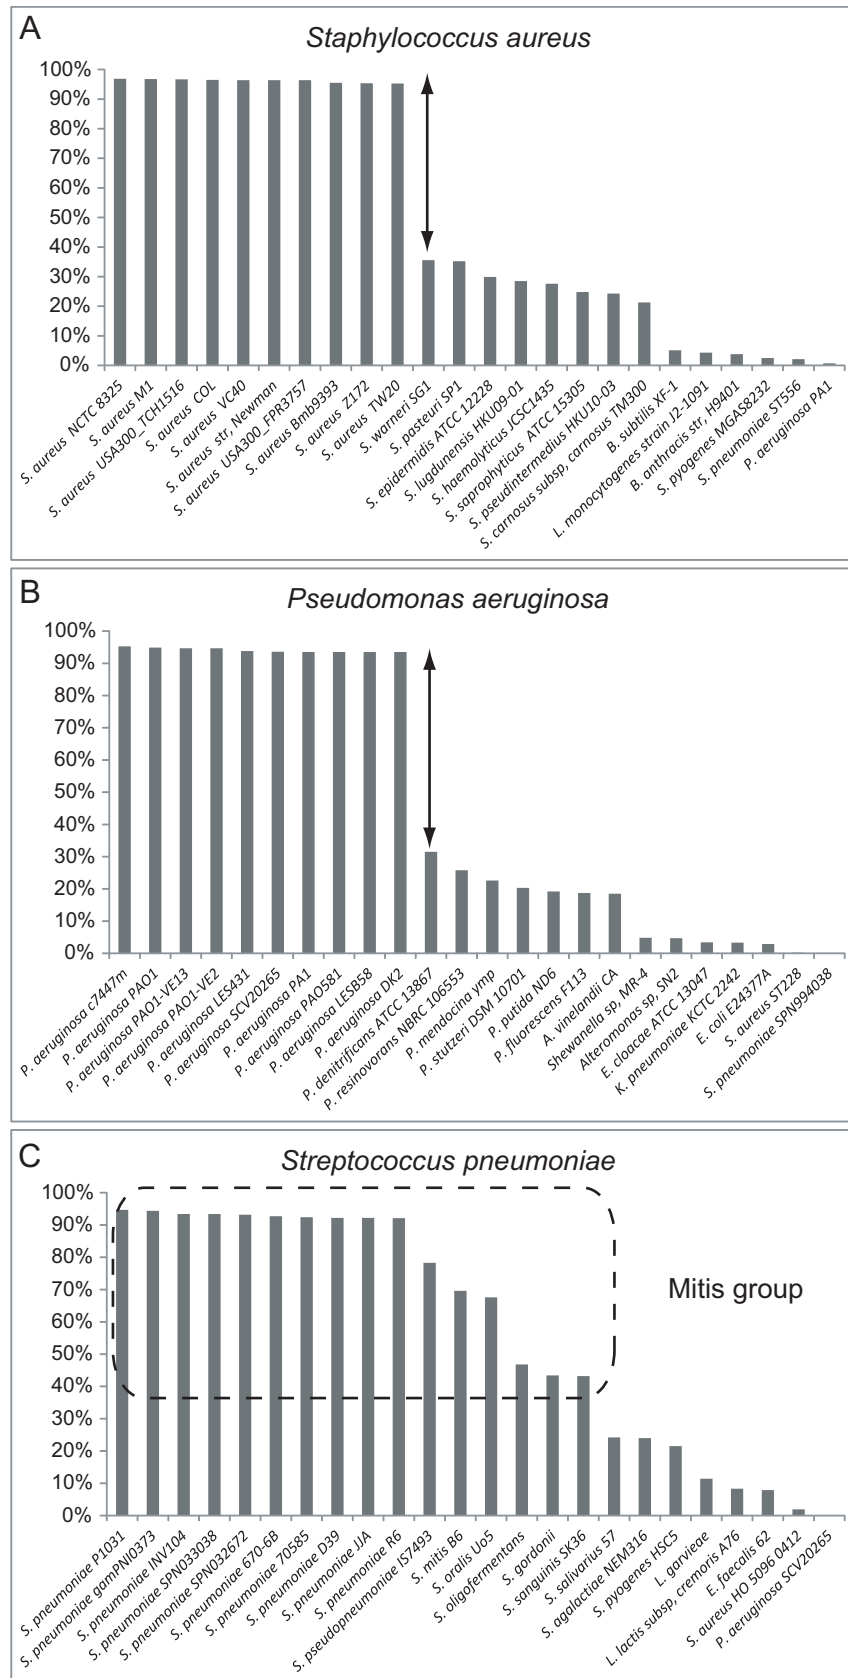 A
Staphylococcus aureus
100%
90%
80%
70%
60%
50%
40%
30%
20%
10%
0%
S. aureus NCTC 8325
S. aureus M1
S. aureus USA300_TCH1516
S. aureus COL
S. aureus VC40
S. aureus str, Newman
S. aureus USA300_FPR3757
S. aureus Bmb9393
S. aureus Z172
S. aureus TW20
S. warneri SG1
S. pasteuri SP1
S. epidermidis ATCC 12228
S. lugdunensis HKU09-01
S. haemolyticus JCSC1435
S. saprophyticus ATCC 15305
S. pseudintermedius HKU10-03
S. carnosus subsp, carnosus TM300
B. subtilis XF-1
L. monocytogenes strain J2-1091
B. anthracis str, H9401
S. pyogenes MGAS8232
S. pneumoniae ST556
P. aeruginosa PA1
B
Pseudomonas aeruginosa
100%
90%
80%
70%
60%
50%
40%
30%
20%
10%
0%
P. aeruginosa c7447m
P. aeruginosa PAO1
P. aeruginosa PAO1-VE13
P. aeruginosa PAO1-VE2
P. aeruginosa LES431
P. aeruginosa SCV20265
P. aeruginosa PA1
P. aeruginosa PAO581
P. aeruginosa LESB58
P. aeruginosa DK2
P. denitrificans ATCC 13867
P. resinovorans NBRC 106553
P. mendocina ymp
P. stutzeri DSM 10701
P. putida ND6
P. fluorescens F113
A. vinelandii CA
Shewanella sp, MR-4
Alteromonas sp, SN2
E. cloacae ATCC 13047
K. pneumoniae KCTC 2242
E. coli E24377A
S. aureus ST228
S. pneumoniae SPN994038
C
Streptococcus pneumoniae
100%
90%
80%
70%
60%
50%
40%
30%
20%
10%
0%
Mitis group
S. pneumoniae P1031
S. pneumoniae gamPNI0373
S. pneumoniae INV104
S. pneumoniae SPN033038
S. pneumoniae SPN032672
S. pneumoniae 670-6B
S. pneumoniae 70585
S. pneumoniae D39
S. pneumoniae JJA
S. pneumoniae R6
S. pseudopneumoniae IS7493
S. mitis B6
S. oralis Uo5
S. oligofermentans
S. gordonii
S. sanguinis SK36
S. salivarius 57
S. agalactiae NEM316
S. pyogenes HSC5
L. garvieae
L. lactis subsp, cremoris A76
E. faecalis 62
S. aureus HO 5096 0412
P. aeruginosa SCV20265